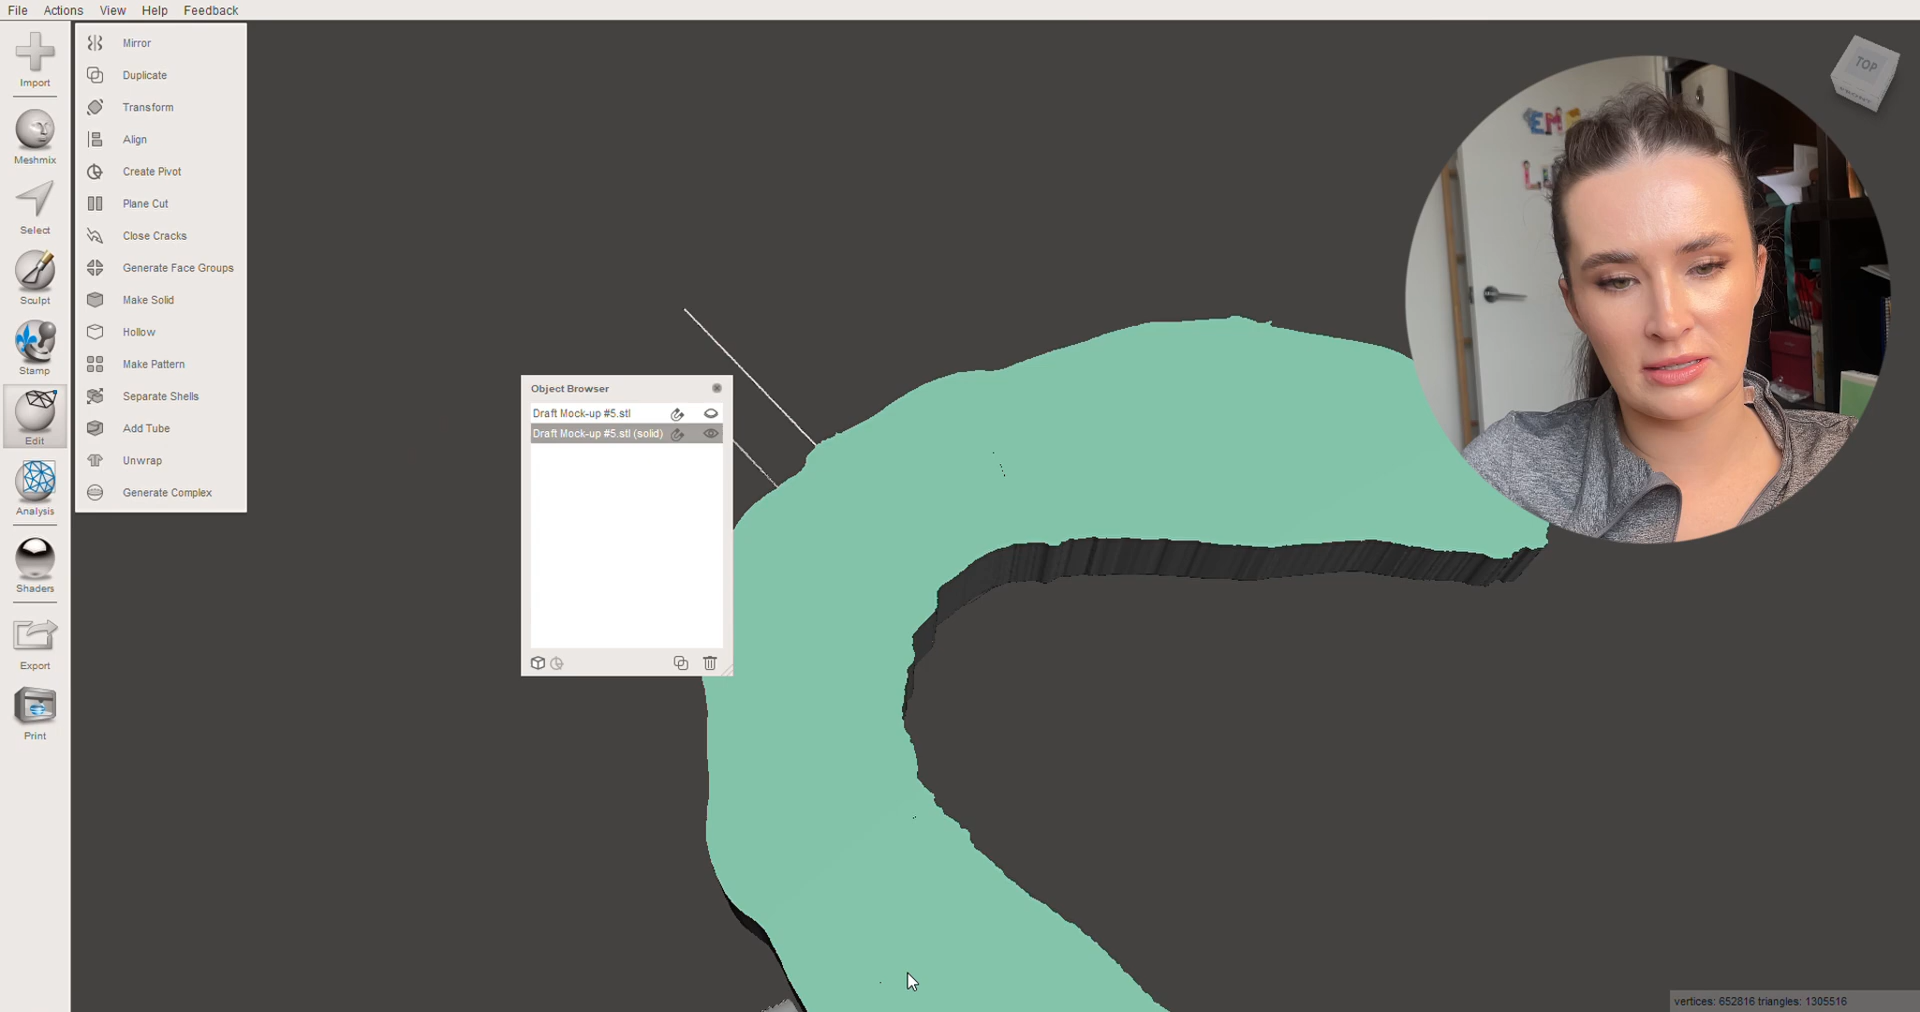 File Actions View Help Feedback
Import
Meshmix
Select
Sculpt
Stamp
Edit
Analysis
Shaders
Export
Print
Mirror
Duplicate
Transform
Align
Create Pivot
Plane Cut
Close Cracks
Generate Face Groups
Make Solid
Hollow
Make Pattern
Separate Shells
Add Tube
Unwrap
Generate Complex
Object Browser
Draft Mock-up #5.stl
Draft Mock-up #5.stl (solid)
TOP
FRONT
vertices: 652816 triangles: 1305516